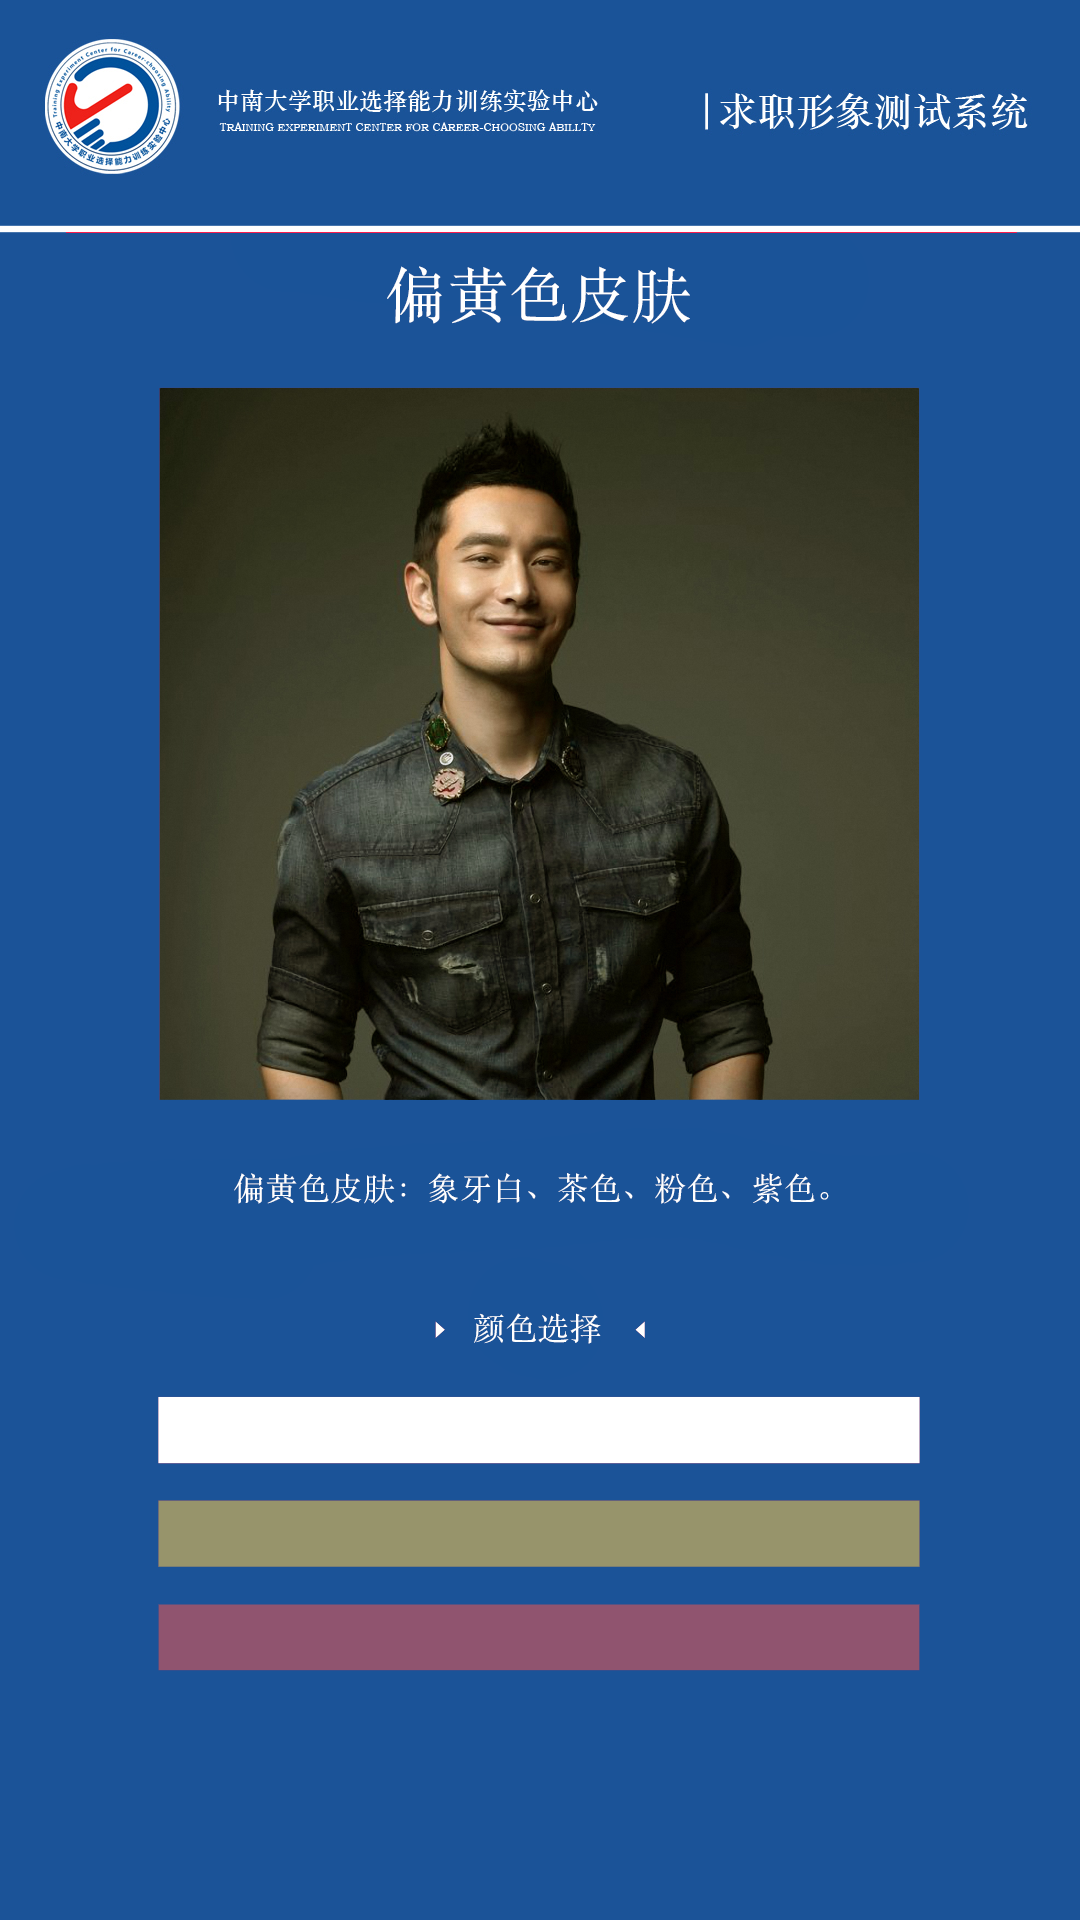 Training Experiment Center for Career-choosing Ability
中南大学职业选择能力训练实验中心
中南大学职业选择能力训练实验中心
TRAINING EXPERIMENT CENTER FOR CAREER-CHOOSING ABILLTY
|求职形象测试系统
偏黄色皮肤
偏黄色皮肤：象牙白、茶色、粉色、紫色。
颜色选择